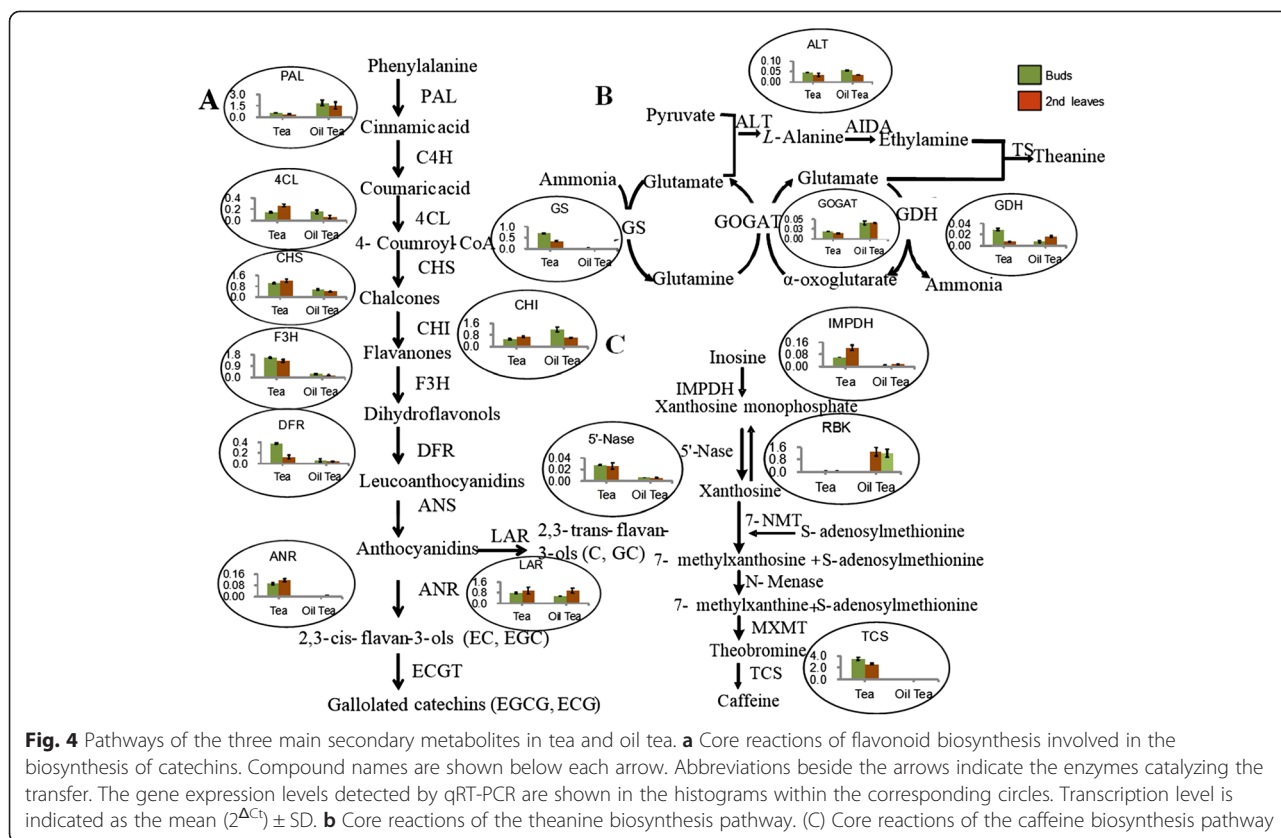 A
Phenylalanine
PAL
Cinnamic acid
C4H
Coumaric acid
4CL
4- Coumroyl-CoA
CHS
Chalcones
CHI
Flavanones
F3H
Dihydroflavonols
DFR
Leucoanthocyanidins
ANS
Anthocyanidins
LAR
2,3-trans-flavan-
3-ols (C, GC)
ANR
2,3-cis-flavan-3-ols (EC, EGC)
ECGT
Gallolated catechins (EGCG, ECG)
PAL
3.0
1.5
0.0
Tea Oil Tea
4CL
0.4
0.2
0.0
Tea Oil Tea
CHS
1.6
0.8
0.0
Tea Oil Tea
CHI
1.6
0.8
0.0
Tea Oil Tea
F3H
1.8
0.9
0.0
Tea Oil Tea
DFR
0.4
0.2
0.0
Tea Oil Tea
ANR
0.16
0.08
0.00
Tea Oil Tea
LAR
1.6
0.8
0.0
Tea Oil Tea
B
Buds
2nd leaves
ALT
0.10
0.05
0.00
Tea Oil Tea
Pyruvate
ALT
L-Alanine
AIDA
Ethylamine
TS
Theanine
Ammonia
Glutamate
Glutamate
GS
GOGAT
GDH
Glutamine
α-oxoglutarate
Ammonia
GS
1.0
0.5
0.0
Tea Oil Tea
GOGAT
0.05
0.03
0.00
Tea Oil Tea
GDH
0.04
0.02
0.00
Tea Oil Tea
C
Inosine
IMPDH
Xanthosine monophosphate
5'-Nase
Xanthosine
7- NMT
S- adenosylmethionine
7- methylxanthosine +S-adenosylmethionine
N- Menase
7- methylxanthine+S-adenosylmethionine
MXMT
Theobromine
TCS
Caffeine
IMPDH
0.16
0.08
0.00
Tea Oil Tea
5'-Nase
0.04
0.02
0.00
Tea Oil Tea
RBK
1.6
0.8
0.0
Tea Oil Tea
TCS
4.0
2.0
0.0
Tea Oil Tea
Fig. 4 Pathways of the three main secondary metabolites in tea and oil tea. a Core reactions of flavonoid biosynthesis involved in the
biosynthesis of catechins. Compound names are shown below each arrow. Abbreviations beside the arrows indicate the enzymes catalyzing the
transfer. The gene expression levels detected by qRT-PCR are shown in the histograms within the corresponding circles. Transcription level is
indicated as the mean (2^ΔCt) ± SD. b Core reactions of the theanine biosynthesis pathway. (C) Core reactions of the caffeine biosynthesis pathway